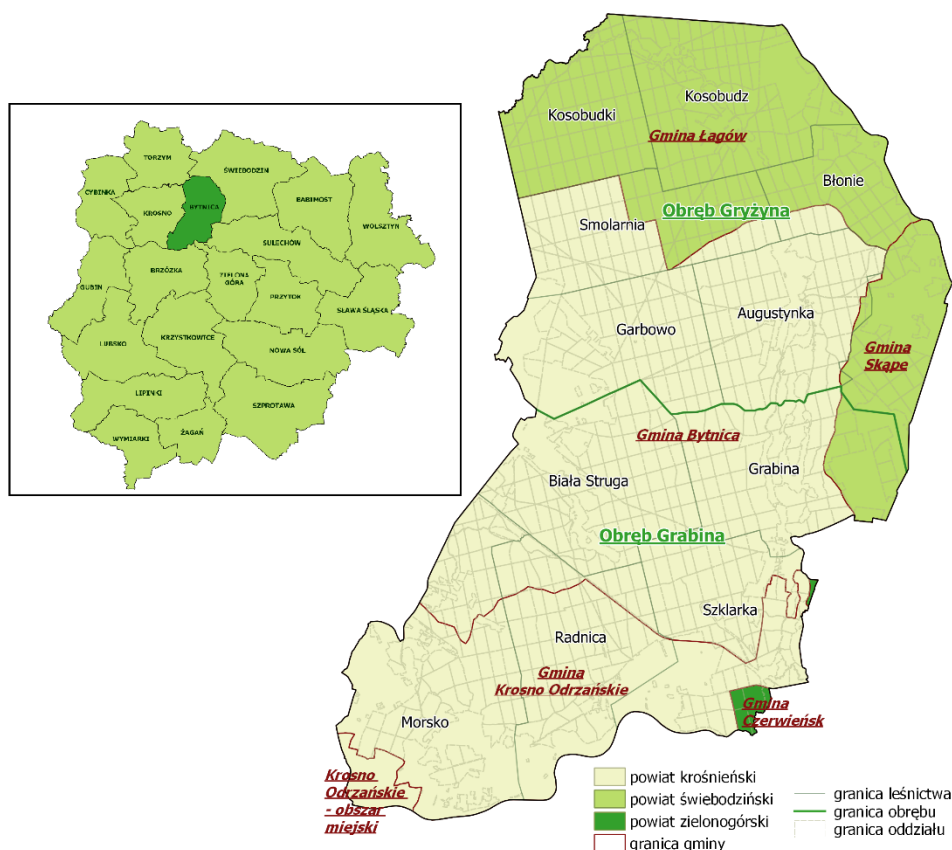 TORZYM
ŚWIEBODZIN
CYBINKA
BABIMOST
KROSNO
BYTNICA
WOLSZTYN
SULECHÓW
BRZÓZKA
ZIELONA
GÓRA
GUBIN
PRZYTOK
SŁAWA ŚLĄSKA
KRZYSTKOWICE
LUBSKO
NOWA SÓL
LIPINKI
SZPROTAWA
WYMIARKI
ŻAGAŃ
Kosobudki
Kosobudz
Gmina Łagów
Błonie
Obręb Gryżyna
Smolarnia
Augustynka
Garbowo
Gmina
Skąpe
Gmina Bytnica
Biała Struga
Grabina
Obręb Grabina
Szklarka
Radnica
Gmina
Krosno Odrzańskie
Gmina
Czerwieńsk
Morsko
Krosno
Odrzańskie
- obszar
miejski
powiat krośnieński
powiat świebodziński
powiat zielonogórski
granica gminy
granica leśnictwa
granica obrębu
granica oddziału